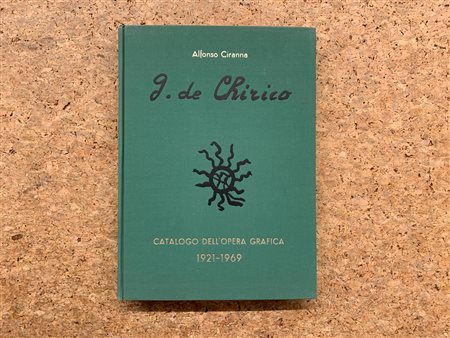 Alfonso Ciranna
g. de Chirico
CATALOGO DELL'OPERA GRAFICA
1921-1969